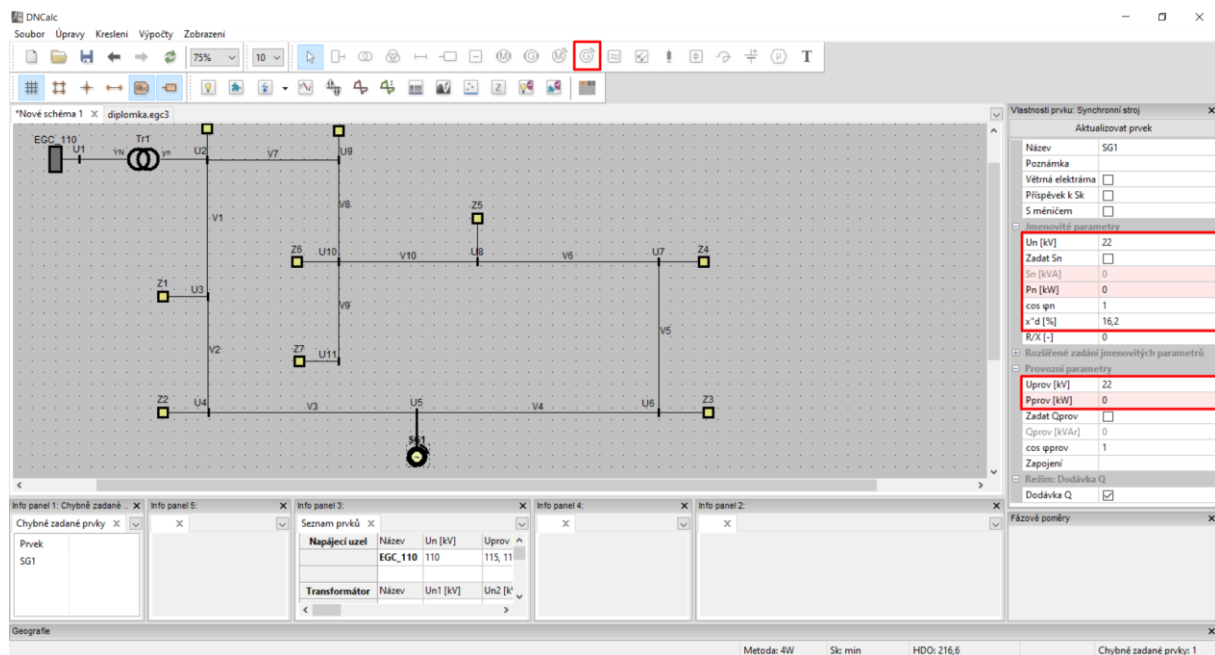 DNCalc
Soubor Úpravy Kreslení Výpočty Zobrazení
75% 10 M G M G T
Z
*Nové schéma 1 X diplomka.egc3
EGC_110 U1 YN Tr1 yn U2 V7 U9
V1 V8
Z5
Z6 U10 V10 U8 V6 U7 Z4
Z1 U3
V9
V5
V2 Z7 U11
Z2 U4 V3 U5 V4 U6 Z3
SG1
Vlastnosti prvku: Synchronní stroj
Aktualizovat prvek
Název SG1
Poznámka
Větrná elektrárna
Příspěvek k Sk
S měničem
Jmenovité parametry
Un [kV] 22
Zadat Sn
Sn [kVA] 0
Pn [kW] 0
cos φn 1
x"d [%] 16,2
R/X [-] 0
Rozšířené zadání jmenovitých parametrů
Provozní parametry
Uprov [kV] 22
Pprov [kW] 0
Zadat Qprov
Qprov [kVAr] 0
cos φprov 1
Zapojení
Režim: Dodávka Q
Dodávka Q
Fázové poměry
Info panel 1: Chybně zadané ...
Chybně zadané prvky
Prvek
SG1
Info panel 5:
Info panel 3:
Seznam prvků
Napájecí uzel Název Un [kV] Uprov
EGC_110 110 115, 11
Transformátor Název Un1 [kV] Un2 [k
Info panel 4:
Info panel 2:
Geografie
Metoda: 4W Sk: min HDO: 216,6 Chybně zadané prvky: 1